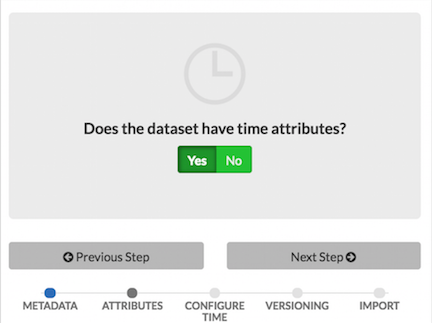 Does the dataset have time attributes?
Yes No
Previous Step Next Step
METADATA ATTRIBUTES CONFIGURE TIME VERSIONING IMPORT